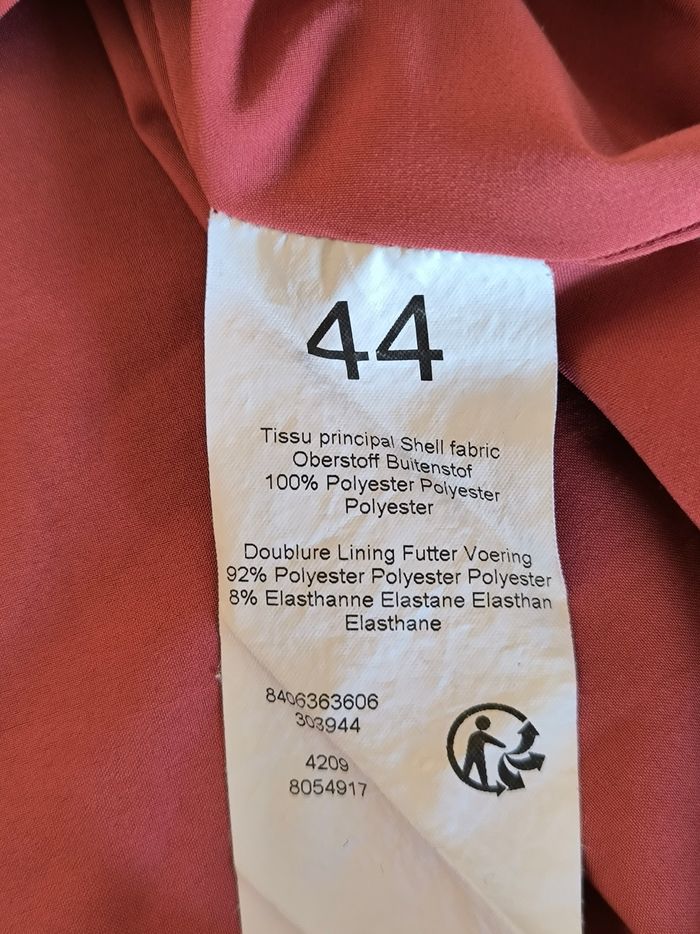 44
Tissu principal Shell fabric
Oberstoff Buitenstof
100% Polyester Polyester
Polyester
Doublure Lining Futter Voering
92% Polyester Polyester Polyester
8% Elasthanne Elastane Elasthan
Elasthane
8406363606
303944
4209
8054917